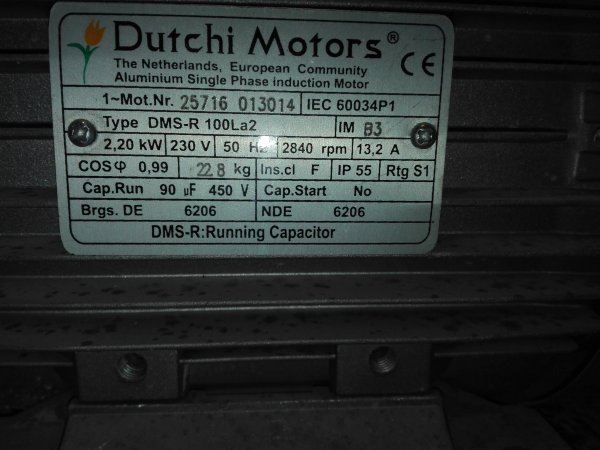 Dutchi Motors®
The Netherlands, European Community
Aluminium Single Phase induction Motor
CE
1~Mot.Nr. 25716 013014 IEC 60034P1
Type DMS-R 100La2 IM B3
2,20 kW 230 V 50 Hz 2840 rpm 13,2 A
COSφ 0,99 22.8 kg Ins.cl F IP 55 Rtg S1
Cap.Run 90 µF 450 V Cap.Start No
Brgs. DE 6206 NDE 6206
DMS-R:Running Capacitor